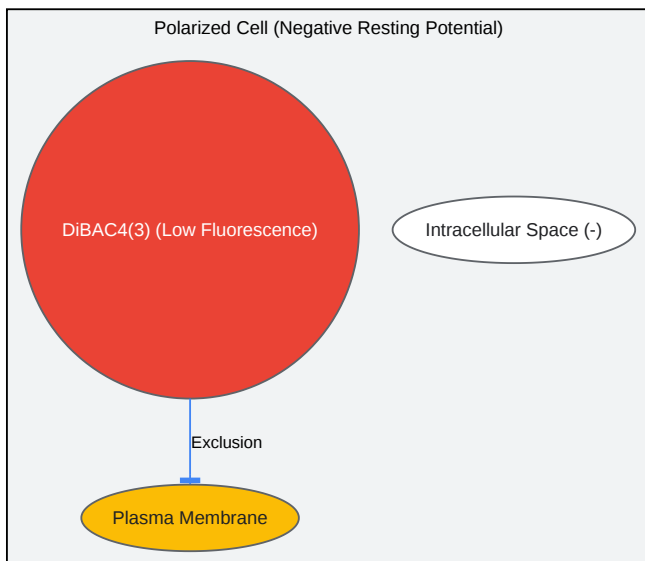 Polarized Cell (Negative Resting Potential)
DiBAC4(3) (Low Fluorescence)
Intracellular Space (-)
Exclusion
Plasma Membrane